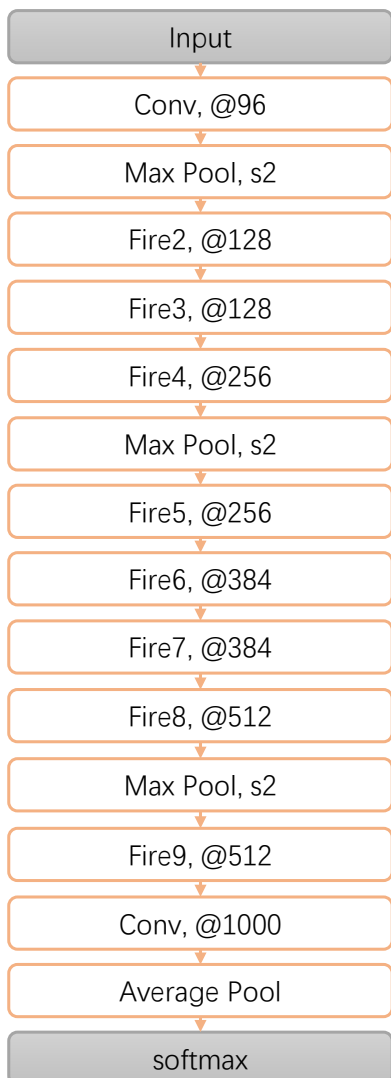 Input
Conv, @96
Max Pool, s2
Fire2, @128
Fire3, @128
Fire4, @256
Max Pool, s2
Fire5, @256
Fire6, @384
Fire7, @384
Fire8, @512
Max Pool, s2
Fire9, @512
Conv, @1000
Average Pool
softmax